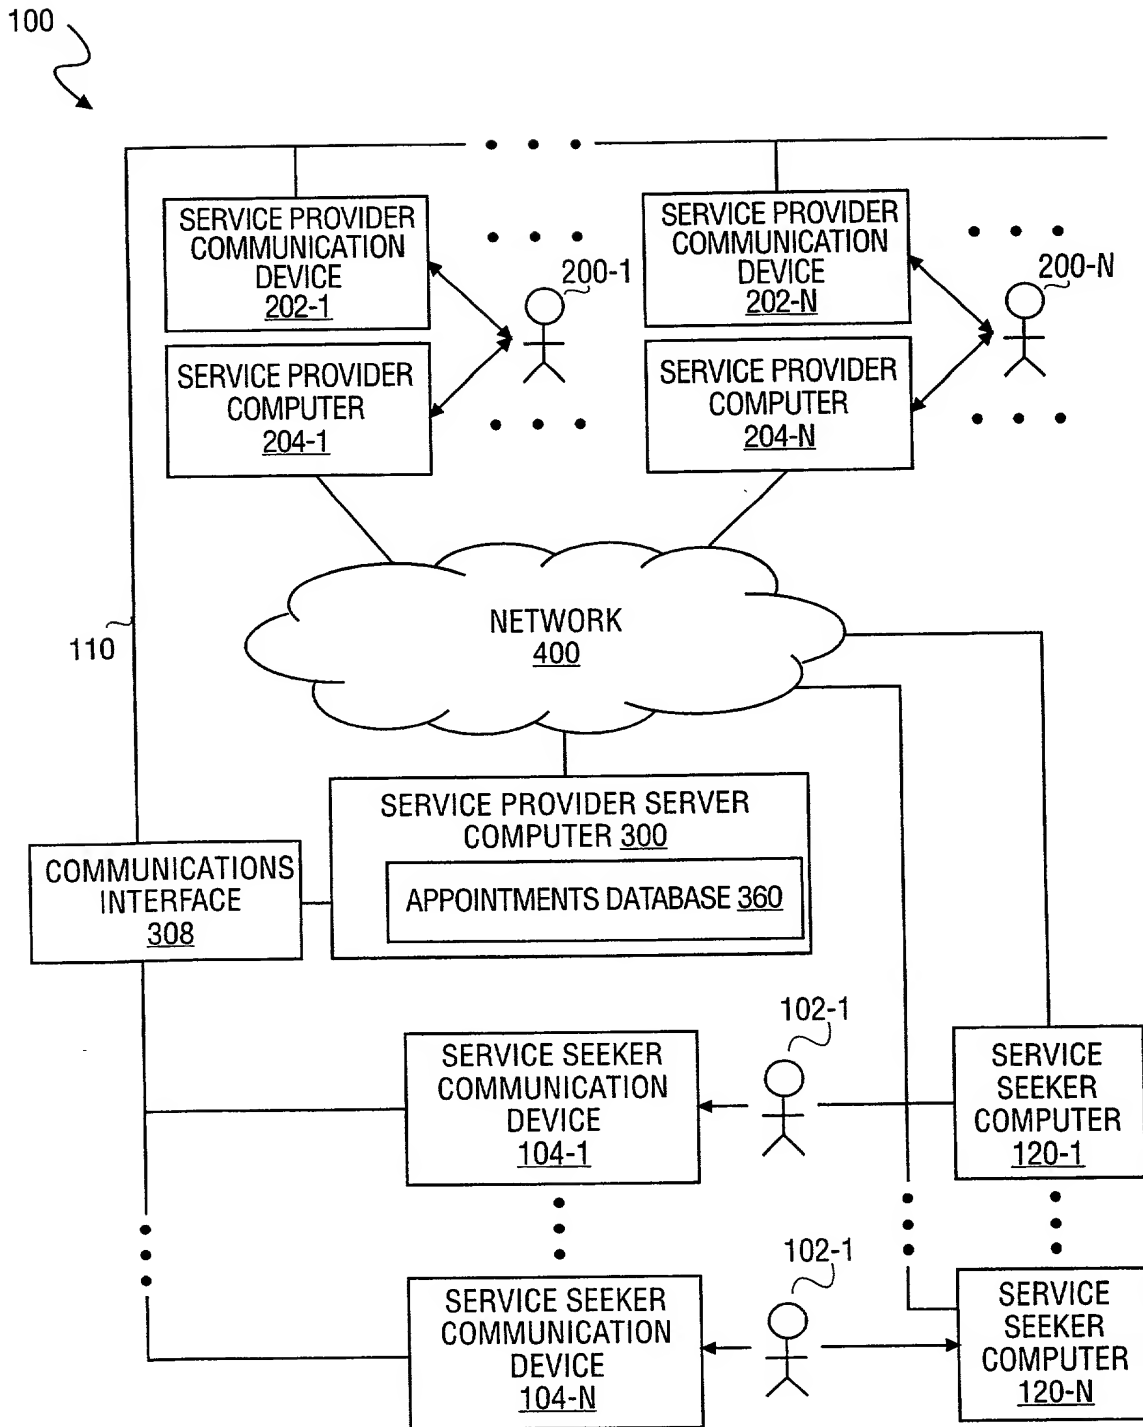 100
SERVICE PROVIDER
COMMUNICATION
DEVICE
202-1
200-1
SERVICE PROVIDER
COMMUNICATION
DEVICE
202-N
200-N
SERVICE PROVIDER
COMPUTER
204-1
SERVICE PROVIDER
COMPUTER
204-N
NETWORK
400
110
SERVICE PROVIDER SERVER
COMPUTER 300
APPOINTMENTS DATABASE 360
COMMUNICATIONS
INTERFACE
308
102-1
SERVICE SEEKER
COMMUNICATION
DEVICE
104-1
SERVICE
SEEKER
COMPUTER
120-1
102-1
SERVICE SEEKER
COMMUNICATION
DEVICE
104-N
SERVICE
SEEKER
COMPUTER
120-N